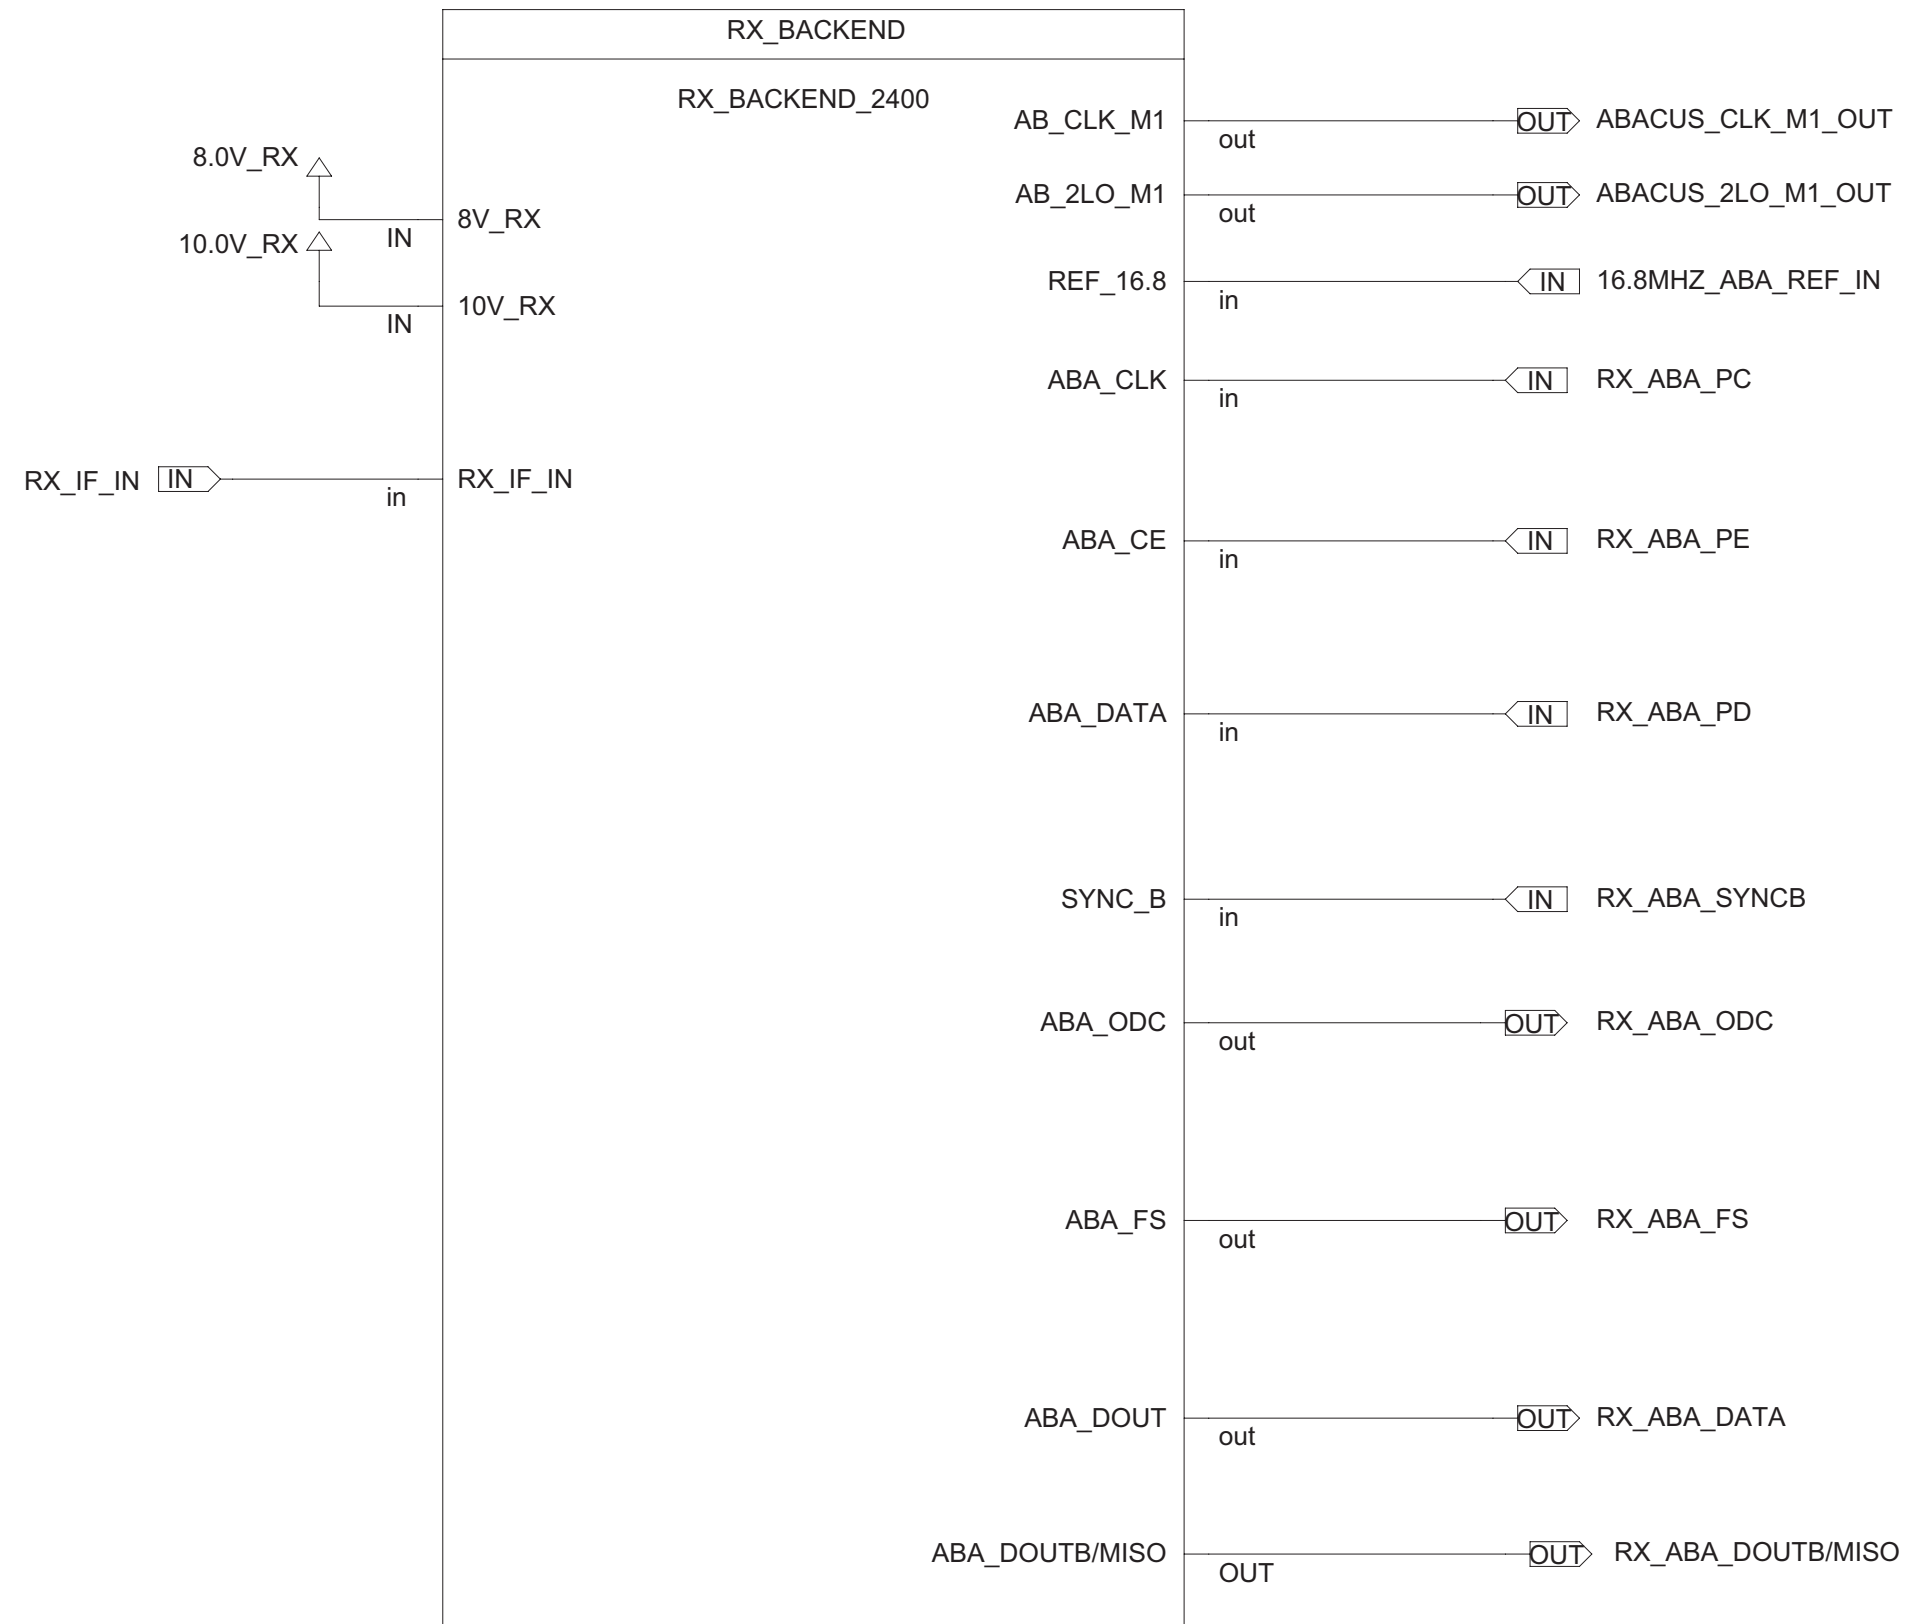 RX_BACKEND
RX_BACKEND_2400
8.0V_RX
IN
8V_RX
10.0V_RX
IN
10V_RX
RX_IF_IN
IN
in
RX_IF_IN
AB_CLK_M1
out
OUT
ABACUS_CLK_M1_OUT
AB_2LO_M1
out
OUT
ABACUS_2LO_M1_OUT
REF_16.8
in
IN
16.8MHZ_ABA_REF_IN
ABA_CLK
in
IN
RX_ABA_PC
ABA_CE
in
IN
RX_ABA_PE
ABA_DATA
in
IN
RX_ABA_PD
SYNC_B
in
IN
RX_ABA_SYNCB
ABA_ODC
out
OUT
RX_ABA_ODC
ABA_FS
out
OUT
RX_ABA_FS
ABA_DOUT
out
OUT
RX_ABA_DATA
ABA_DOUTB/MISO
OUT
OUT
RX_ABA_DOUTB/MISO